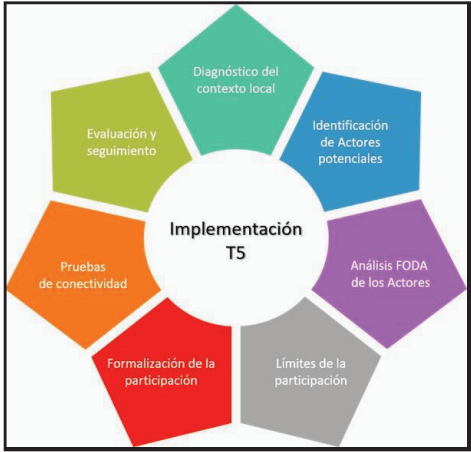 Diagnóstico del
contexto local
Identificación
de Actores
potenciales
Análisis FODA
de los Actores
Límites de la
participación
Formalización de la
participación
Pruebas
de conectividad
Evaluación y
seguimiento
Implementación
T5